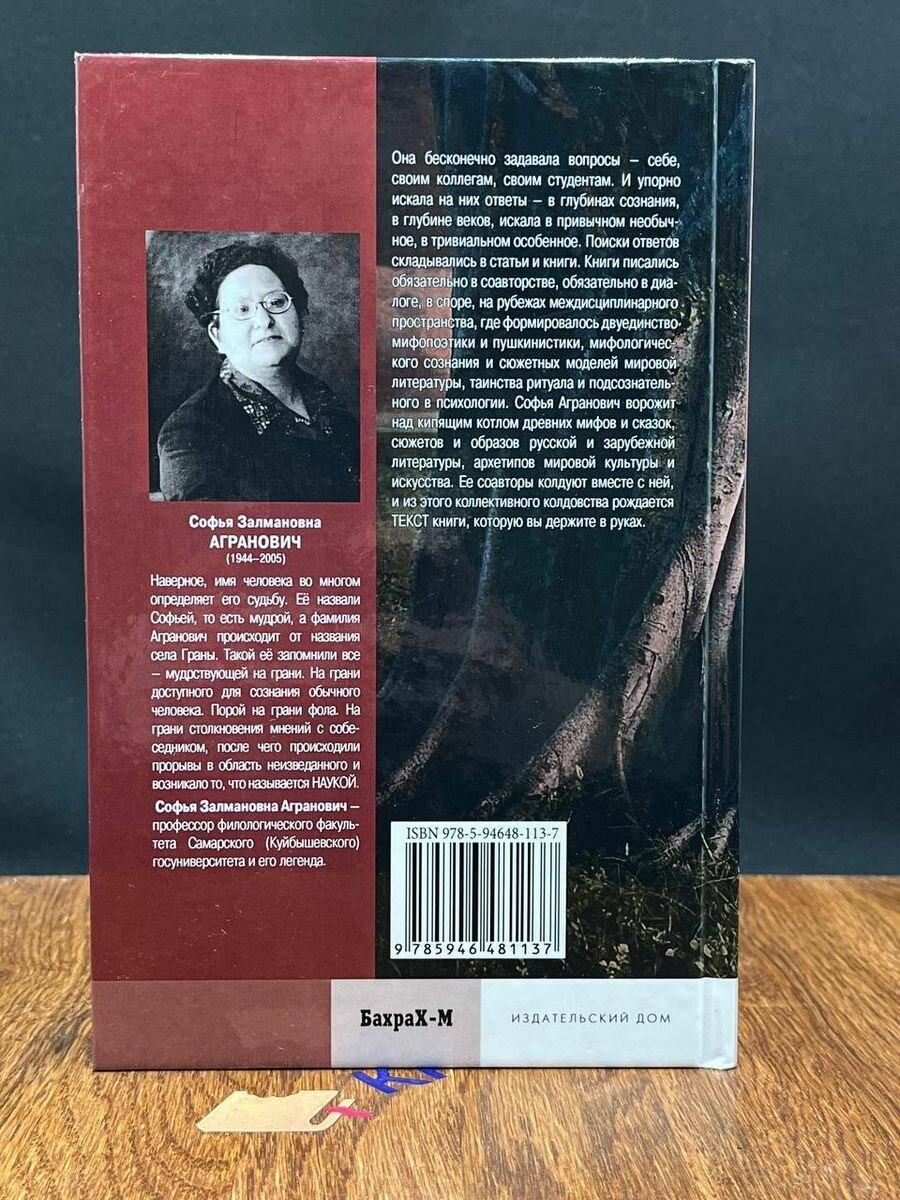 Она бесконечно задавала вопросы – себе,
своим коллегам, своим студентам. И упорно
искала на них ответы – в глубинах сознания,
в глубине веков, искала в привычном необыч-
ное, в тривиальном особенное. Поиски ответов
складывались в статьи и книги. Книги писались
обязательно в соавторстве, обязательно в диа-
логе, в споре, на рубежах междисциплинарного
пространства, где формировалось двуединство
мифопоэтики и пушкинистики, мифологичес-
кого сознания и сюжетных моделей мировой
литературы, таинства ритуала и подсознатель-
ного в психологии. Софья Агранович ворожит
над кипящим котлом древних мифов и сказок,
сюжетов и образов русской и зарубежной
литературы, архетипов мировой культуры и
искусства. Ее соавторы колдуют вместе с ней,
и из этого коллективного колдовства рождается
ТЕКСТ книги, которую вы держите в руках.
Софья Залмановна
АГРАНОВИЧ
(1944–2005)
Наверное, имя человека во многом
определяет его судьбу. Её назвали
Софьей, то есть мудрой, а фамилия
Агранович происходит от названия
села Граны. Такой её запомнили все
– мудрствующей на грани. На грани
доступного для сознания обычного
человека. Порой на грани фола. На
грани столкновения мнений с собе-
седником, после чего происходили
прорывы в область неизведанного и
возникало то, что называется НАУКОЙ.
Софья Залмановна Агранович –
профессор филологического факуль-
тета Самарского (Куйбышевского)
госуниверситета и его легенда.
ISBN 978-5-94648-113-7
9 785946 481137
БахраХ-М
ИЗДАТЕЛЬСКИЙ ДОМ